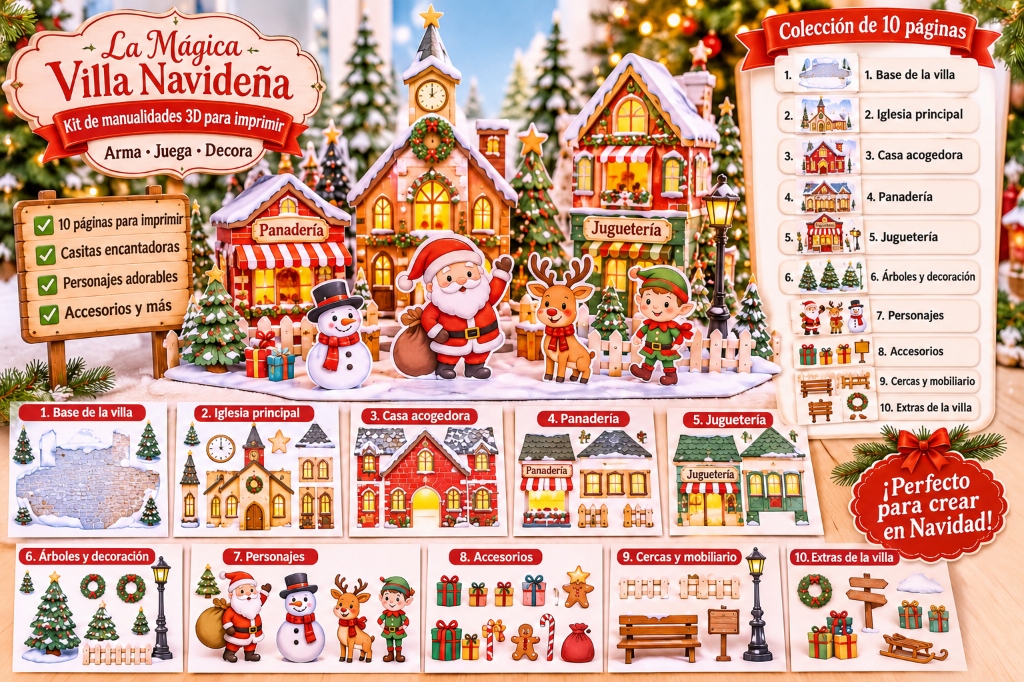 La Mágica
Villa Navideña
Kit de manualidades 3D para imprimir
Arma · Juega · Decora
10 páginas para imprimir
Casitas encantadoras
Personajes adorables
Accesorios y más
Panadería
Juguetería
Colección de 10 páginas
1. 1. Base de la villa
2. 2. Iglesia principal
3. 3. Casa acogedora
4. 4. Panadería
5. 5. Juguetería
6. 6. Árboles y decoración
7. Personajes
8. Accesorios
9. Cercas y mobiliario
10. Extras de la villa
1. Base de la villa
2. Iglesia principal
3. Casa acogedora
4. Panadería
Panadería
5. Juguetería
Juguetería
¡Perfecto
para crear
en Navidad!
6. Árboles y decoración
7. Personajes
8. Accesorios
9. Cercas y mobiliario
10. Extras de la villa